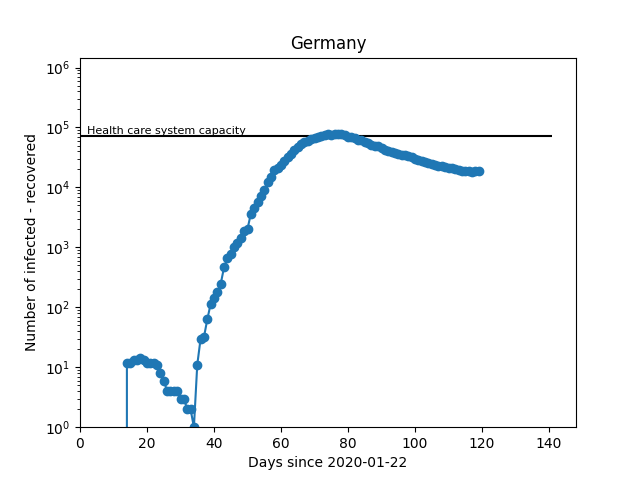 Germany
Number of infected - recovered
10^6
10^5
10^4
10^3
10^2
10^1
10^0
Health care system capacity
0 20 40 60 80 100 120 140
Days since 2020-01-22